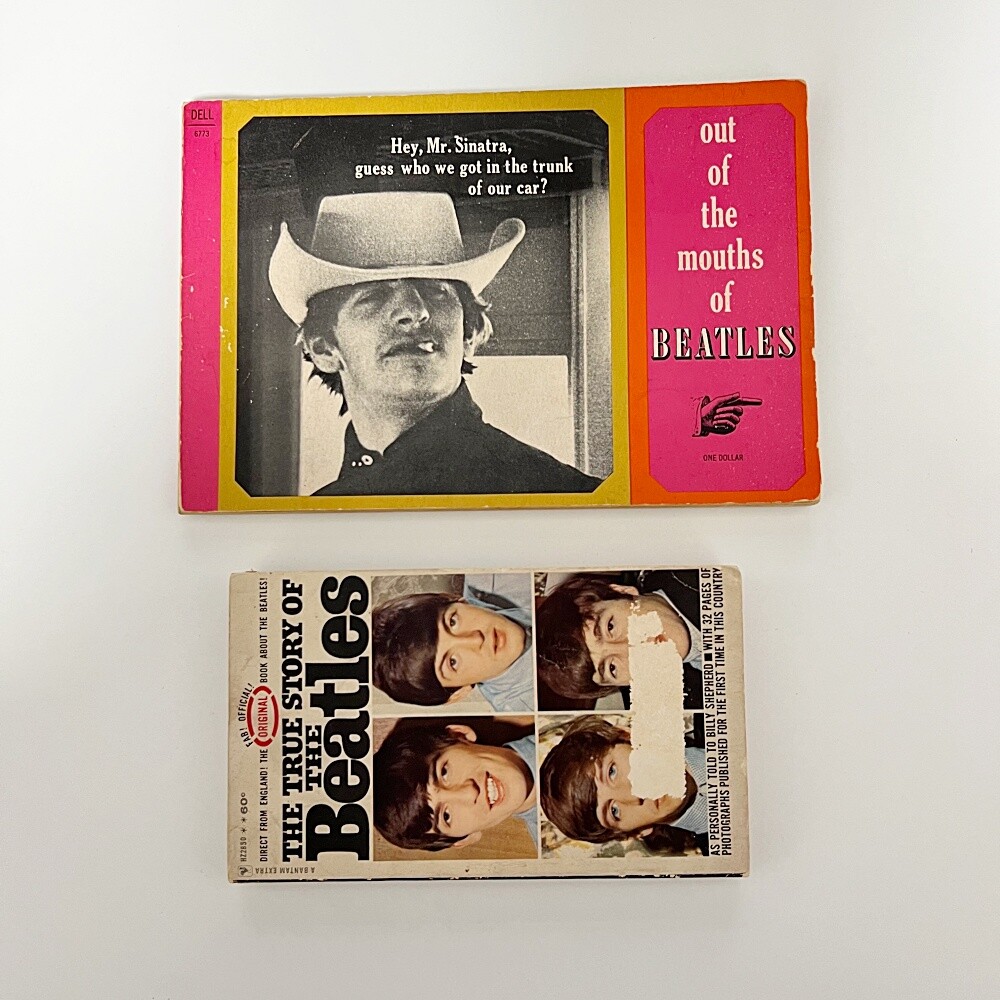 DELL
6773
Hey, Mr. Sinatra,
guess who we got in the trunk
of our car?
out
of
the
mouths
of
BEATLES
ONE DOLLAR
HZ2850 * * 60¢
A BANTAM EXTRA
FAB! OFFICIAL!
DIRECT FROM ENGLAND! THE ORIGINAL BOOK ABOUT THE BEATLES!
THE TRUE STORY OF
THE
Beatles
AS PERSONALLY TOLD TO BILLY SHEPHERD ■ WITH 32 PAGES OF
PHOTOGRAPHS PUBLISHED FOR THE FIRST TIME IN THIS COUNTRY